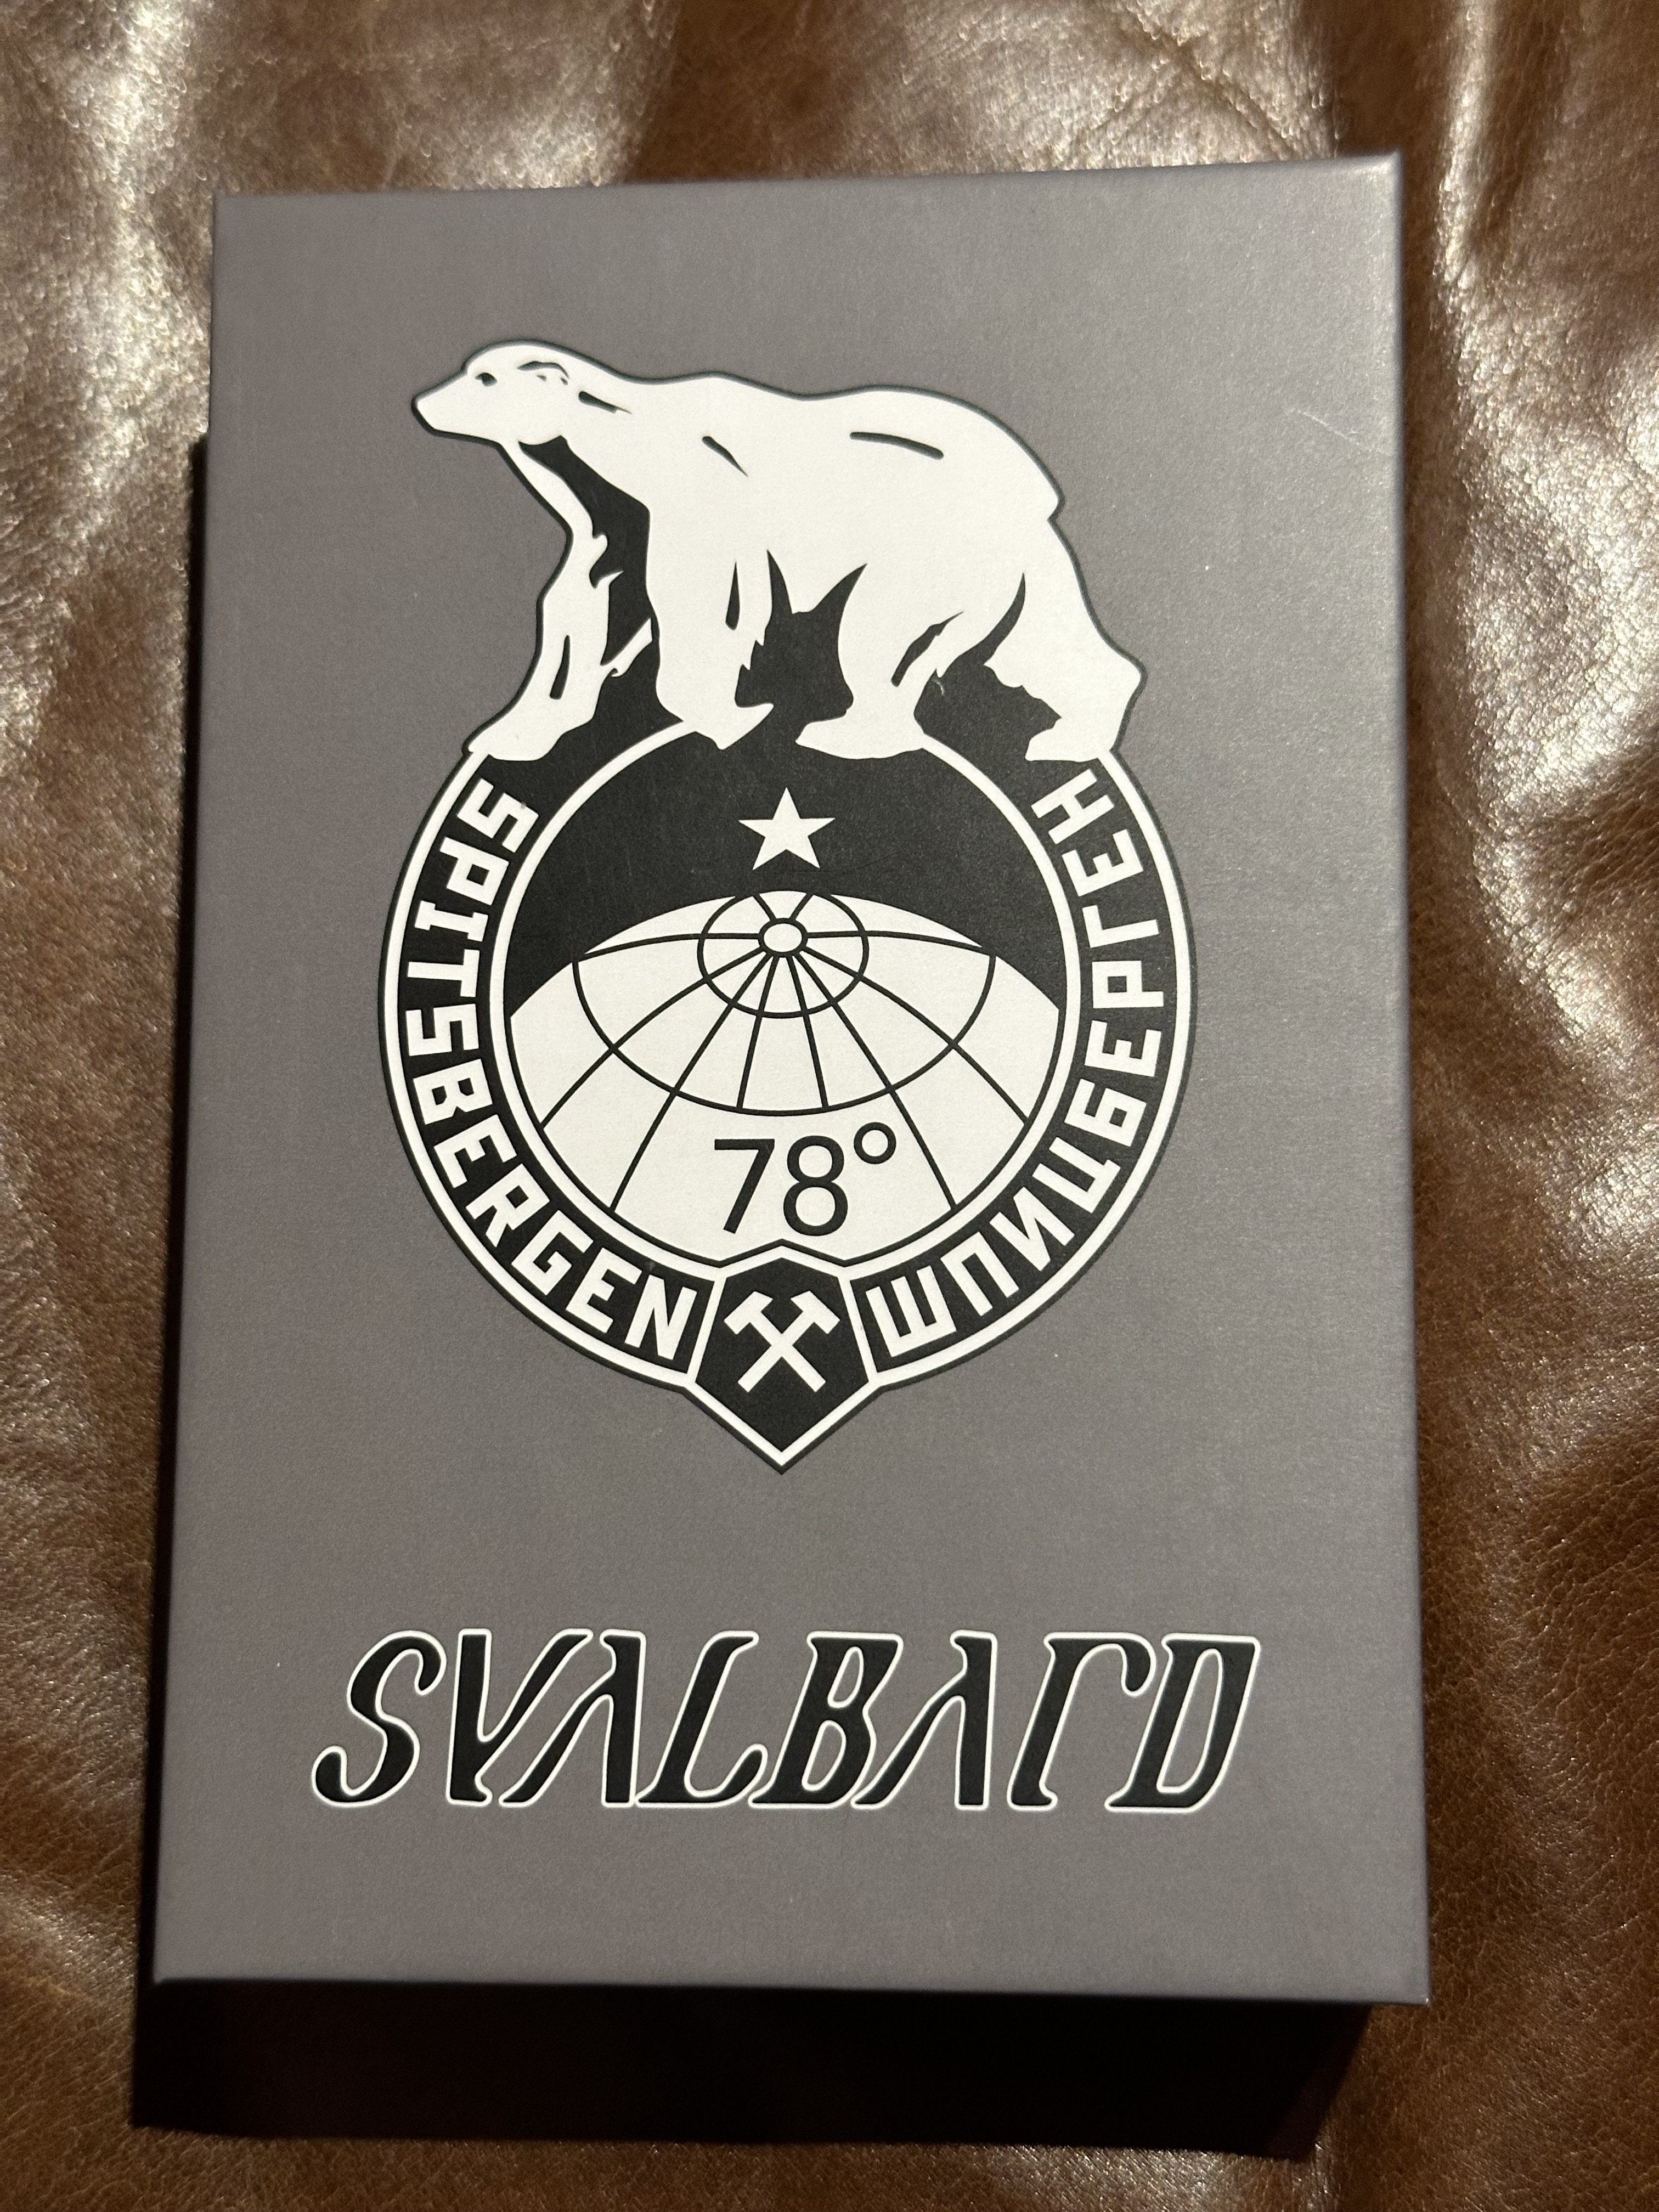 SPITSBERGEN
ШПИЦБЕРГЕН
78°
SVALBARD